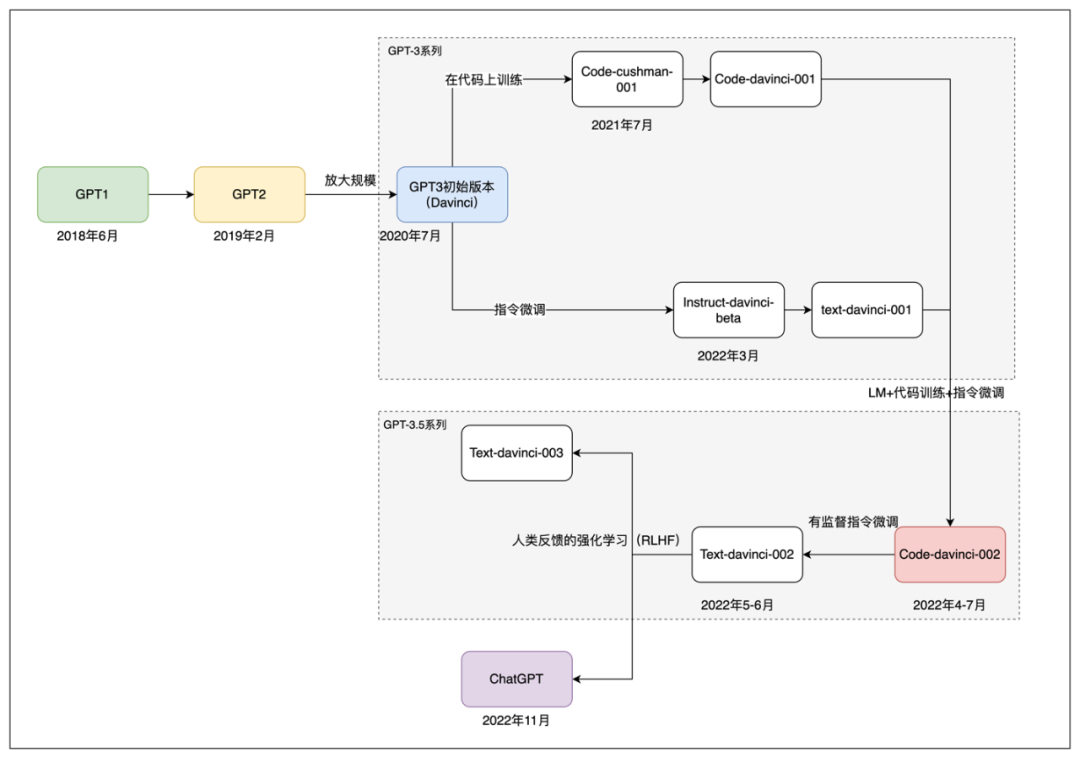 GPT-3系列
在代码上训练
Code-cushman-
001
Code-davinci-001
2021年7月
GPT1
GPT2
放大规模
GPT3初始版本
（Davinci）
2018年6月
2019年2月
2020年7月
指令微调
Instruct-davinci-
beta
text-davinci-001
2022年3月
LM+代码训练+指令微调
GPT-3.5系列
Text-davinci-003
有监督指令微调
人类反馈的强化学习（RLHF）
Text-davinci-002
Code-davinci-002
2022年5-6月
2022年4-7月
ChatGPT
2022年11月